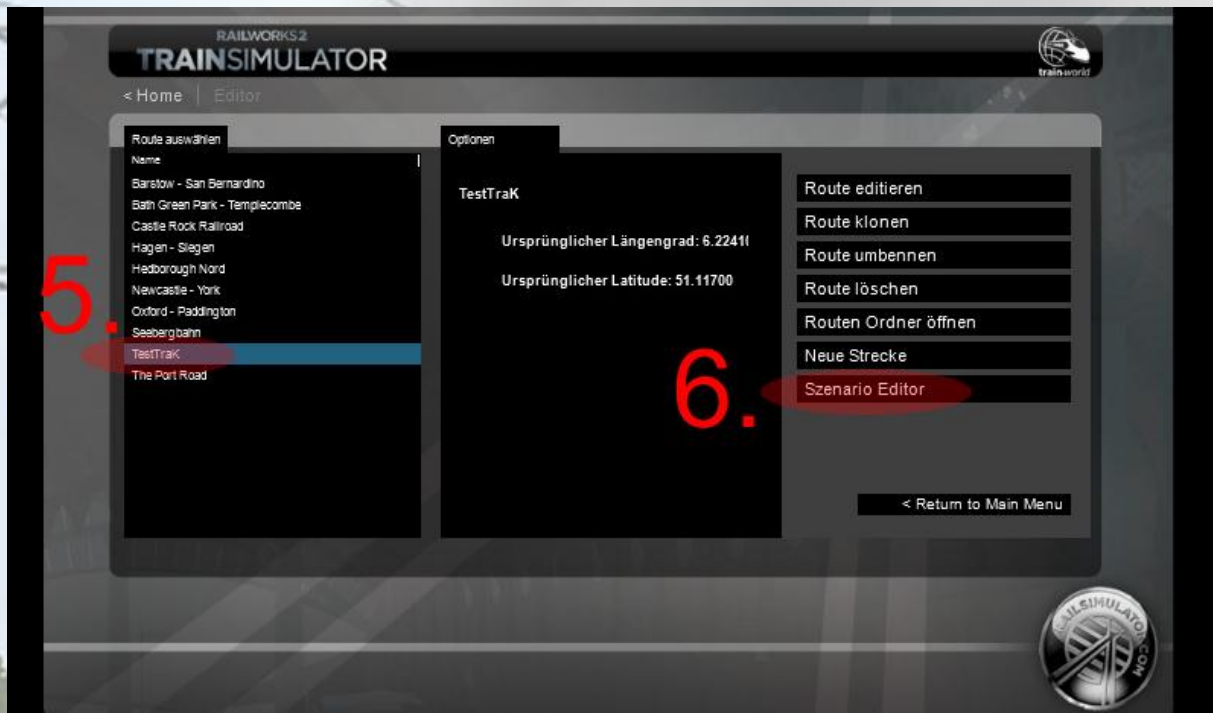 RAILWORKS2
TRAINSIMULATOR
train-world
< Home | Editor
Route auswählen
Name
Barstow - San Bernardino
Bath Green Park - Templecombe
Castle Rock Railroad
Hagen - Siegen
Hedborough Nord
Newcastle - York
Oxford - Paddington
Seebergbahn
TestTraK
The Port Road
5.
Optionen
TestTraK
Ursprünglicher Längengrad: 6.2241
Ursprünglicher Latitude: 51.11700
6.
Route editieren
Route klonen
Route umbennen
Route löschen
Routen Ordner öffnen
Neue Strecke
Szenario Editor
< Return to Main Menu
RAILSIMULATOR.COM